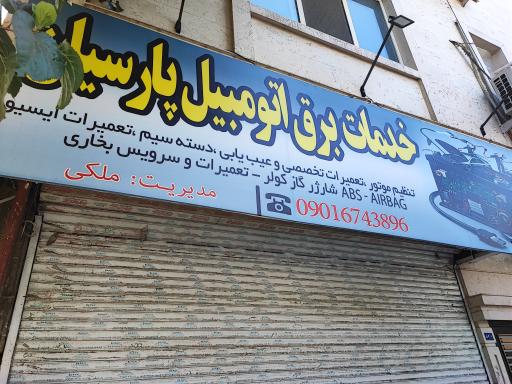 خدمات برق اتومبیل پارسیان
تنظیم موتور ،تعمیرات تخصصی و عیب یابی ،دسته سیم ،تعمیرات ایسیو
ABS - AIRBAG شارژر گاز کولر - تعمیرات و سرویس بخاری
مدیریت: ملکی
09016743896